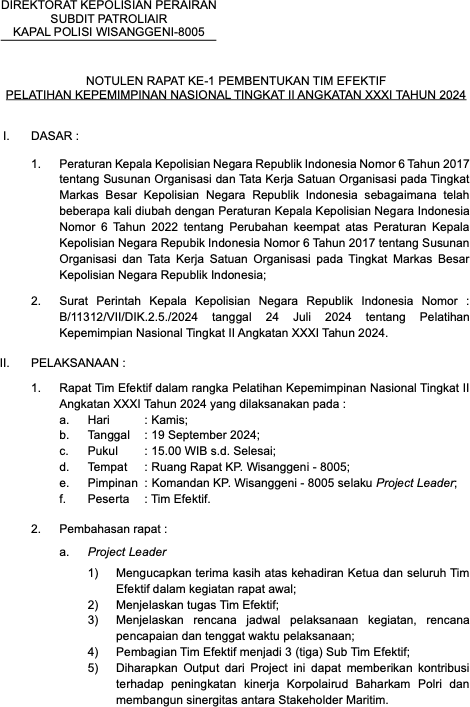 DIREKTORAT KEPOLISIAN PERAIRAN
SUBDIT PATROLIAIR
KAPAL POLISI WISANGGENI-8005
NOTULEN RAPAT KE-1 PEMBENTUKAN TIM EFEKTIF
PELATIHAN KEPEMIMPINAN NASIONAL TINGKAT II ANGKATAN XXXI TAHUN 2024
I. DASAR :
1. Peraturan Kepala Kepolisian Negara Republik Indonesia Nomor 6 Tahun 2017
tentang Susunan Organisasi dan Tata Kerja Satuan Organisasi pada Tingkat
Markas Besar Kepolisian Negara Republik Indonesia sebagaimana telah
beberapa kali diubah dengan Peraturan Kepala Kepolisian Negara Indonesia
Nomor 6 Tahun 2022 tentang Perubahan keempat atas Peraturan Kepala
Kepolisian Negara Repubik Indonesia Nomor 6 Tahun 2017 tentang Susunan
Organisasi dan Tata Kerja Satuan Organisasi pada Tingkat Markas Besar
Kepolisian Negara Republik Indonesia;
2. Surat Perintah Kepala Kepolisian Negara Republik Indonesia Nomor :
B/11312/VII/DIK.2.5./2024 tanggal 24 Juli 2024 tentang Pelatihan
Kepemimpian Nasional Tingkat II Angkatan XXXI Tahun 2024.
II. PELAKSANAAN :
1. Rapat Tim Efektif dalam rangka Pelatihan Kepemimpinan Nasional Tingkat II
Angkatan XXXI Tahun 2024 yang dilaksanakan pada :
a. Hari : Kamis;
b. Tanggal : 19 September 2024;
c. Pukul : 15.00 WIB s.d. Selesai;
d. Tempat : Ruang Rapat KP. Wisanggeni - 8005;
e. Pimpinan : Komandan KP. Wisanggeni - 8005 selaku Project Leader;
f. Peserta : Tim Efektif.
2. Pembahasan rapat :
a. Project Leader
1) Mengucapkan terima kasih atas kehadiran Ketua dan seluruh Tim
Efektif dalam kegiatan rapat awal;
2) Menjelaskan tugas Tim Efektif;
3) Menjelaskan rencana jadwal pelaksanaan kegiatan, rencana
pencapaian dan tenggat waktu pelaksanaan;
4) Pembagian Tim Efektif menjadi 3 (tiga) Sub Tim Efektif;
5) Diharapkan Output dari Project ini dapat memberikan kontribusi
terhadap peningkatan kinerja Korpolairud Baharkam Polri dan
membangun sinergitas antara Stakeholder Maritim.